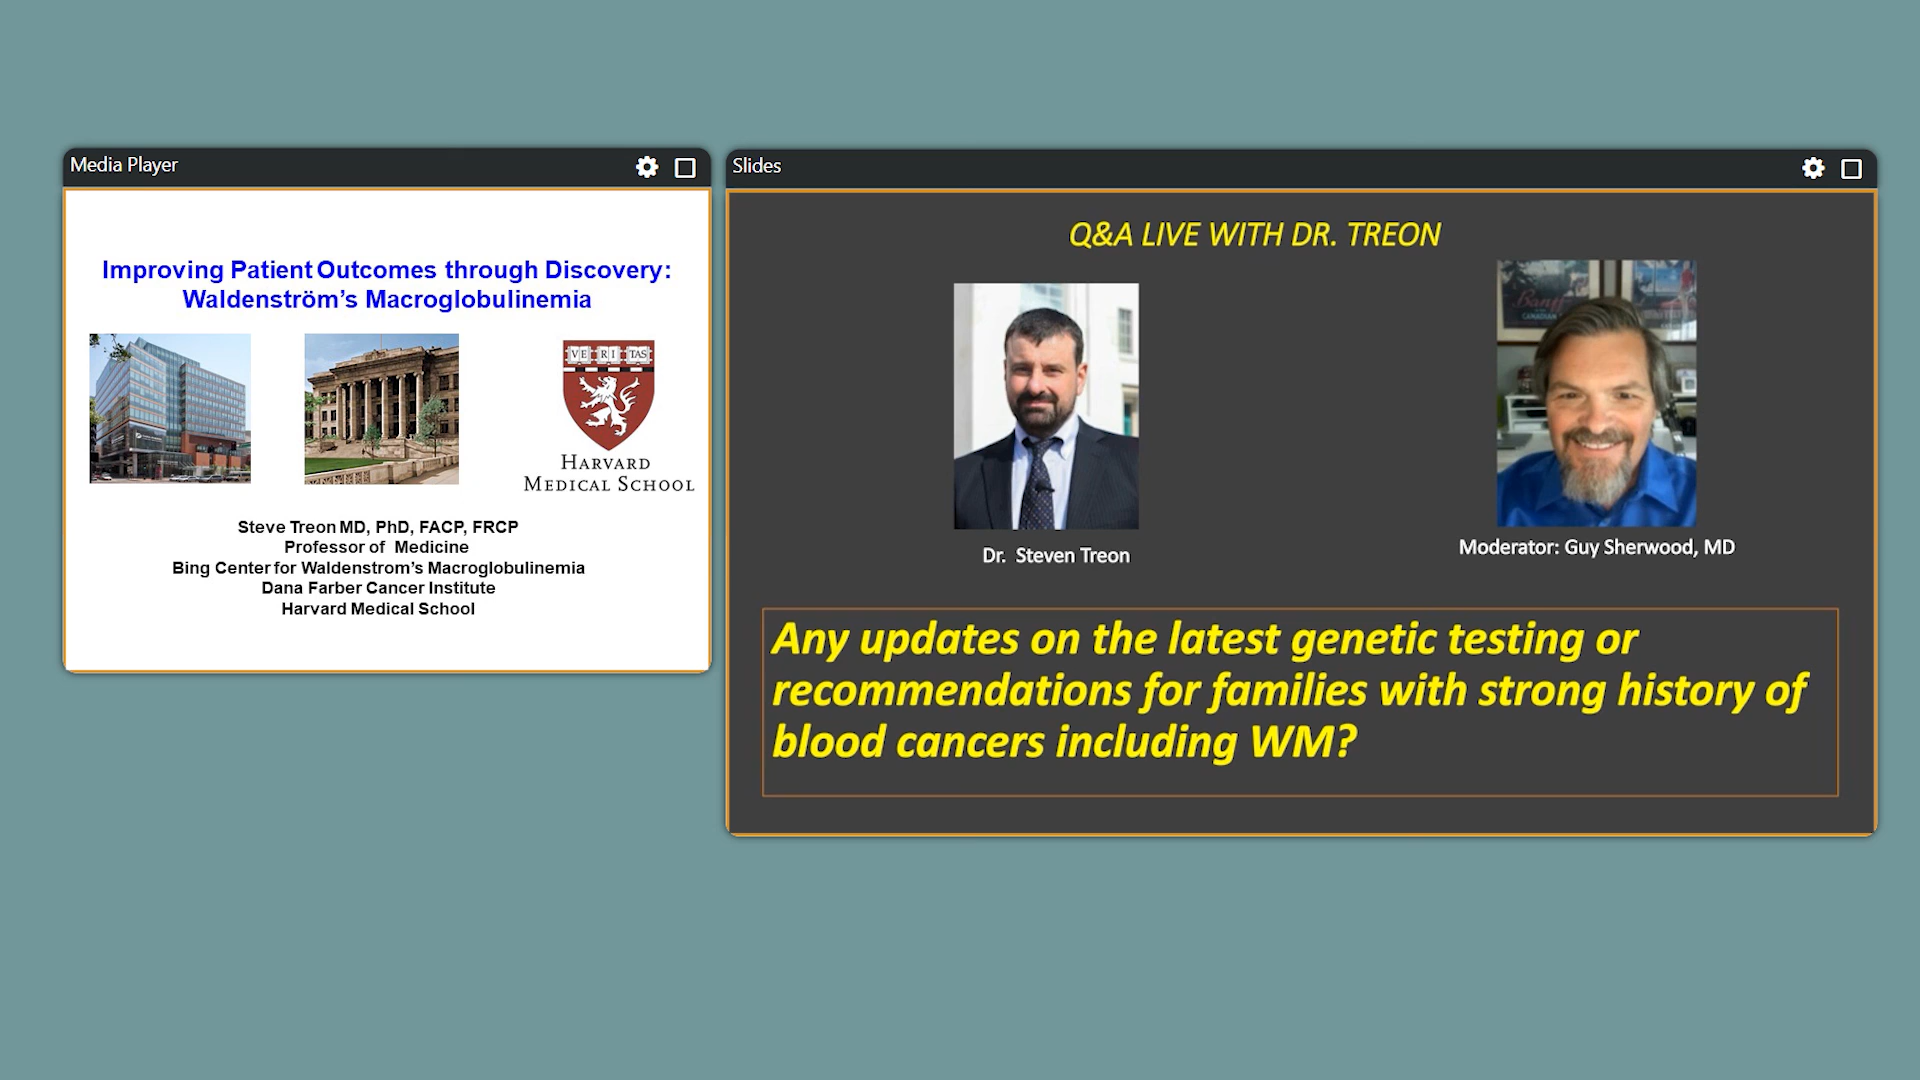 Media Player
Improving Patient Outcomes through Discovery:
Waldenström’s Macroglobulinemia
VE RI TAS
HARVARD
MEDICAL SCHOOL
Steve Treon MD, PhD, FACP, FRCP
Professor of Medicine
Bing Center for Waldenstrom’s Macroglobulinemia
Dana Farber Cancer Institute
Harvard Medical School
Slides
Q&A LIVE WITH DR. TREON
Banff
CANADIAN
Dr. Steven Treon
Moderator: Guy Sherwood, MD
Any updates on the latest genetic testing or
recommendations for families with strong history of
blood cancers including WM?